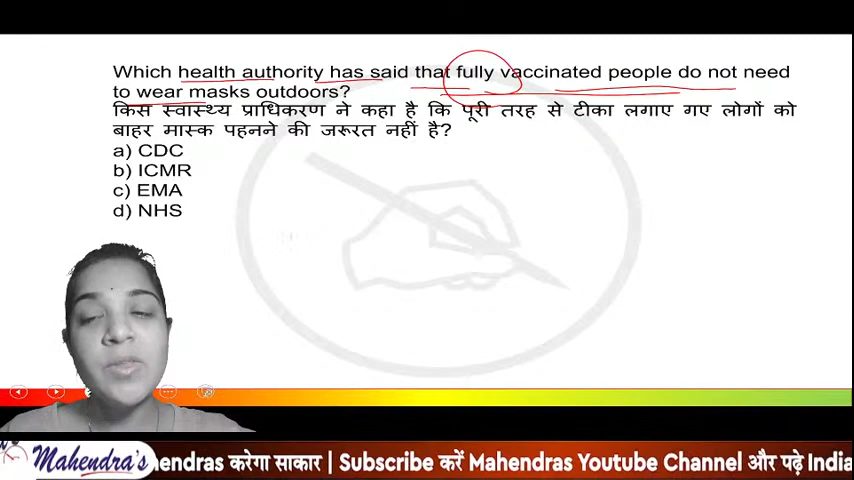 Which health authority has said that fully vaccinated people do not need
to wear masks outdoors?
किस स्वास्थ्य प्राधिकरण ने कहा है कि पूरी तरह से टीका लगाए गए लोगों को
बाहर मास्क पहनने की जरूरत नहीं है?
a) CDC
b) ICMR
c) EMA
d) NHS
Mahendra's
hendras करेगा साकार | Subscribe करें Mahendras Youtube Channel और पढ़े India